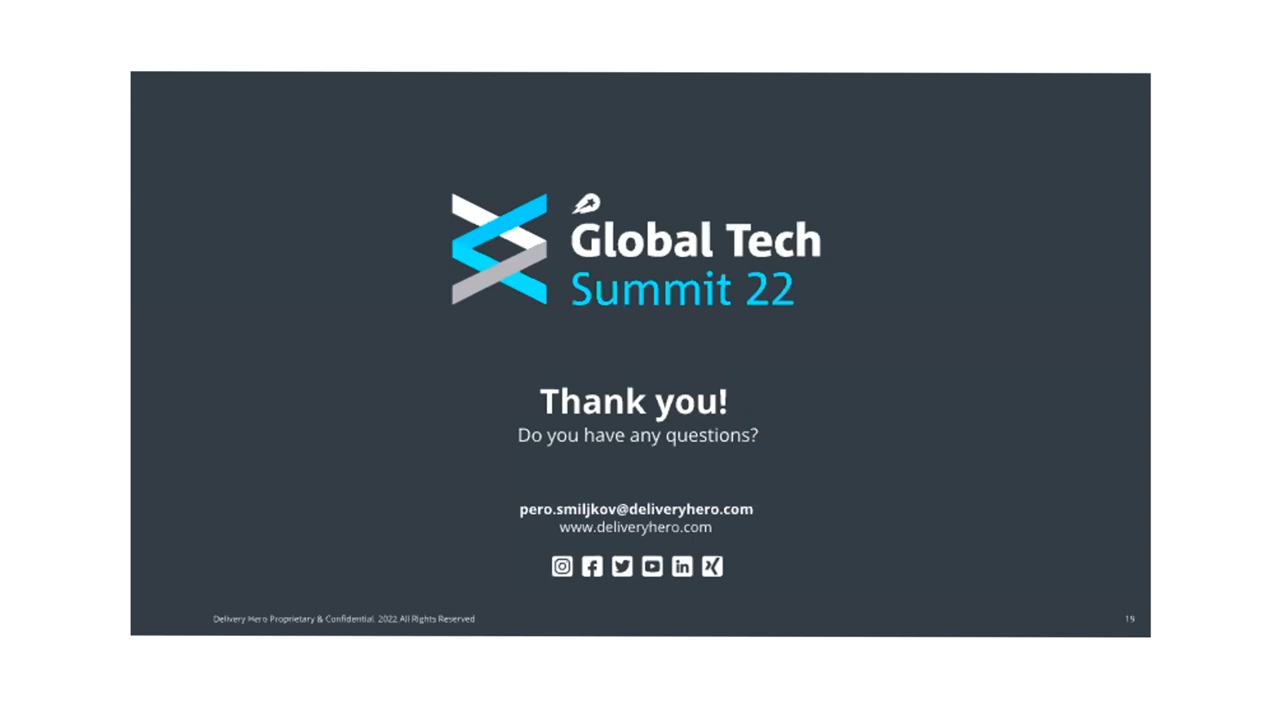 Global Tech
Summit 22
Thank you!
Do you have any questions?
pero.smiljkov@deliveryhero.com
www.deliveryhero.com
Delivery Hero Proprietary & Confidential. 2022 All Rights Reserved
19